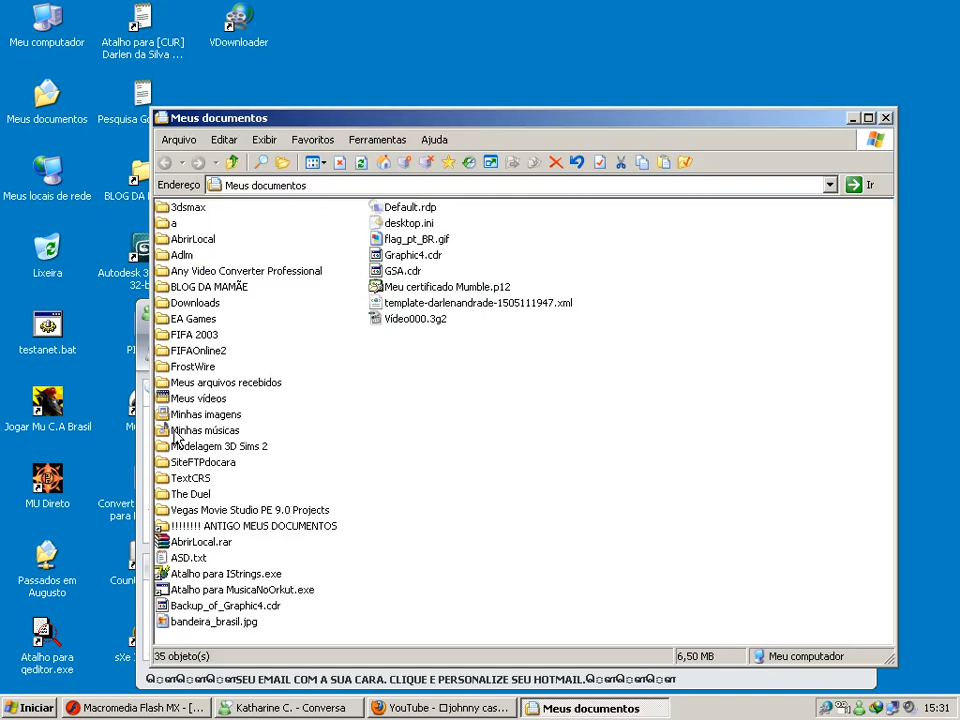 Meu computador
Atalho para [CUR]
Darlen da Silva ...
VDownloader
Meus documentos
Pesquisa G
Meus locais de rede
BLOG DA
Lixeira
Autodesk 3
32-b
testanet.bat
PI
Jogar Mu C.A Brasil
MU Direto
Convert
para
Passados em
Augusto
Coun
Atalho para
qeditor.exe
sXe I
Meus documentos
Arquivo Editar Exibir Favoritos Ferramentas Ajuda
Endereço Meus documentos Ir
3dsmax
a
AbrirLocal
Adlm
Any Video Converter Professional
BLOG DA MAMÃE
Downloads
EA Games
FIFA 2003
FIFAOnline2
FrostWire
Meus arquivos recebidos
Meus vídeos
Minhas imagens
Minhas músicas
Modelagem 3D Sims 2
SiteFTPdocara
TextCRS
The Duel
Vegas Movie Studio PE 9.0 Projects
!!!!!!!! ANTIGO MEUS DOCUMENTOS
AbrirLocal.rar
ASD.txt
Atalho para IStrings.exe
Atalho para MusicaNoOrkut.exe
Backup_of_Graphic4.cdr
bandeira_brasil.jpg
Default.rdp
desktop.ini
flag_pt_BR.gif
Graphic4.cdr
GSA.cdr
Meu certificado Mumble.p12
template-darlenandrade-1505111947.xml
Vídeo000.3g2
35 objeto(s) 6,50 MB Meu computador
SEU EMAIL COM A SUA CARA. CLIQUE E PERSONALIZE SEU HOTMAIL.
Iniciar Macromedia Flash MX - [... Katharine C. - Conversa YouTube - johnny cas... Meus documentos 15:31